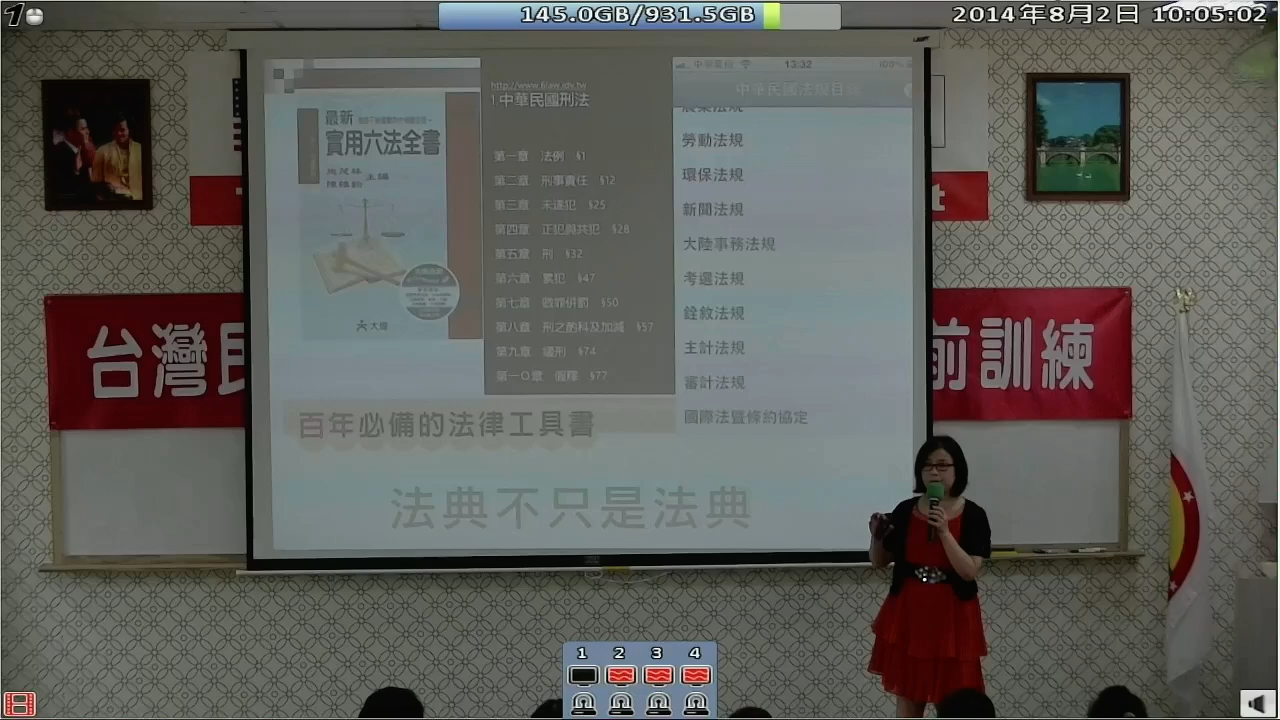 1
145.0GB/931.5GB
2014年8月2日 10:05:02
最新
實用六法全書
主編
大偉
http://www.6law.idv.tw
中華民國刑法
第一章 法例 §1
第二章 刑事責任 §12
第三章 未遂犯 §25
第四章 正犯與共犯 §28
第五章 刑 §32
第六章 累犯 §47
第七章 數罪併罰 §50
第八章 刑之酌科及加減 §57
第九章 緩刑 §74
第一〇章 假釋 §77
13:32
100%
中華民國法規目錄
農業法規
勞動法規
環保法規
新聞法規
大陸事務法規
考選法規
銓敘法規
主計法規
審計法規
國際法暨條約協定
百年必備的法律工具書
法典不只是法典
台灣民
前訓練
t
1 2 3 4